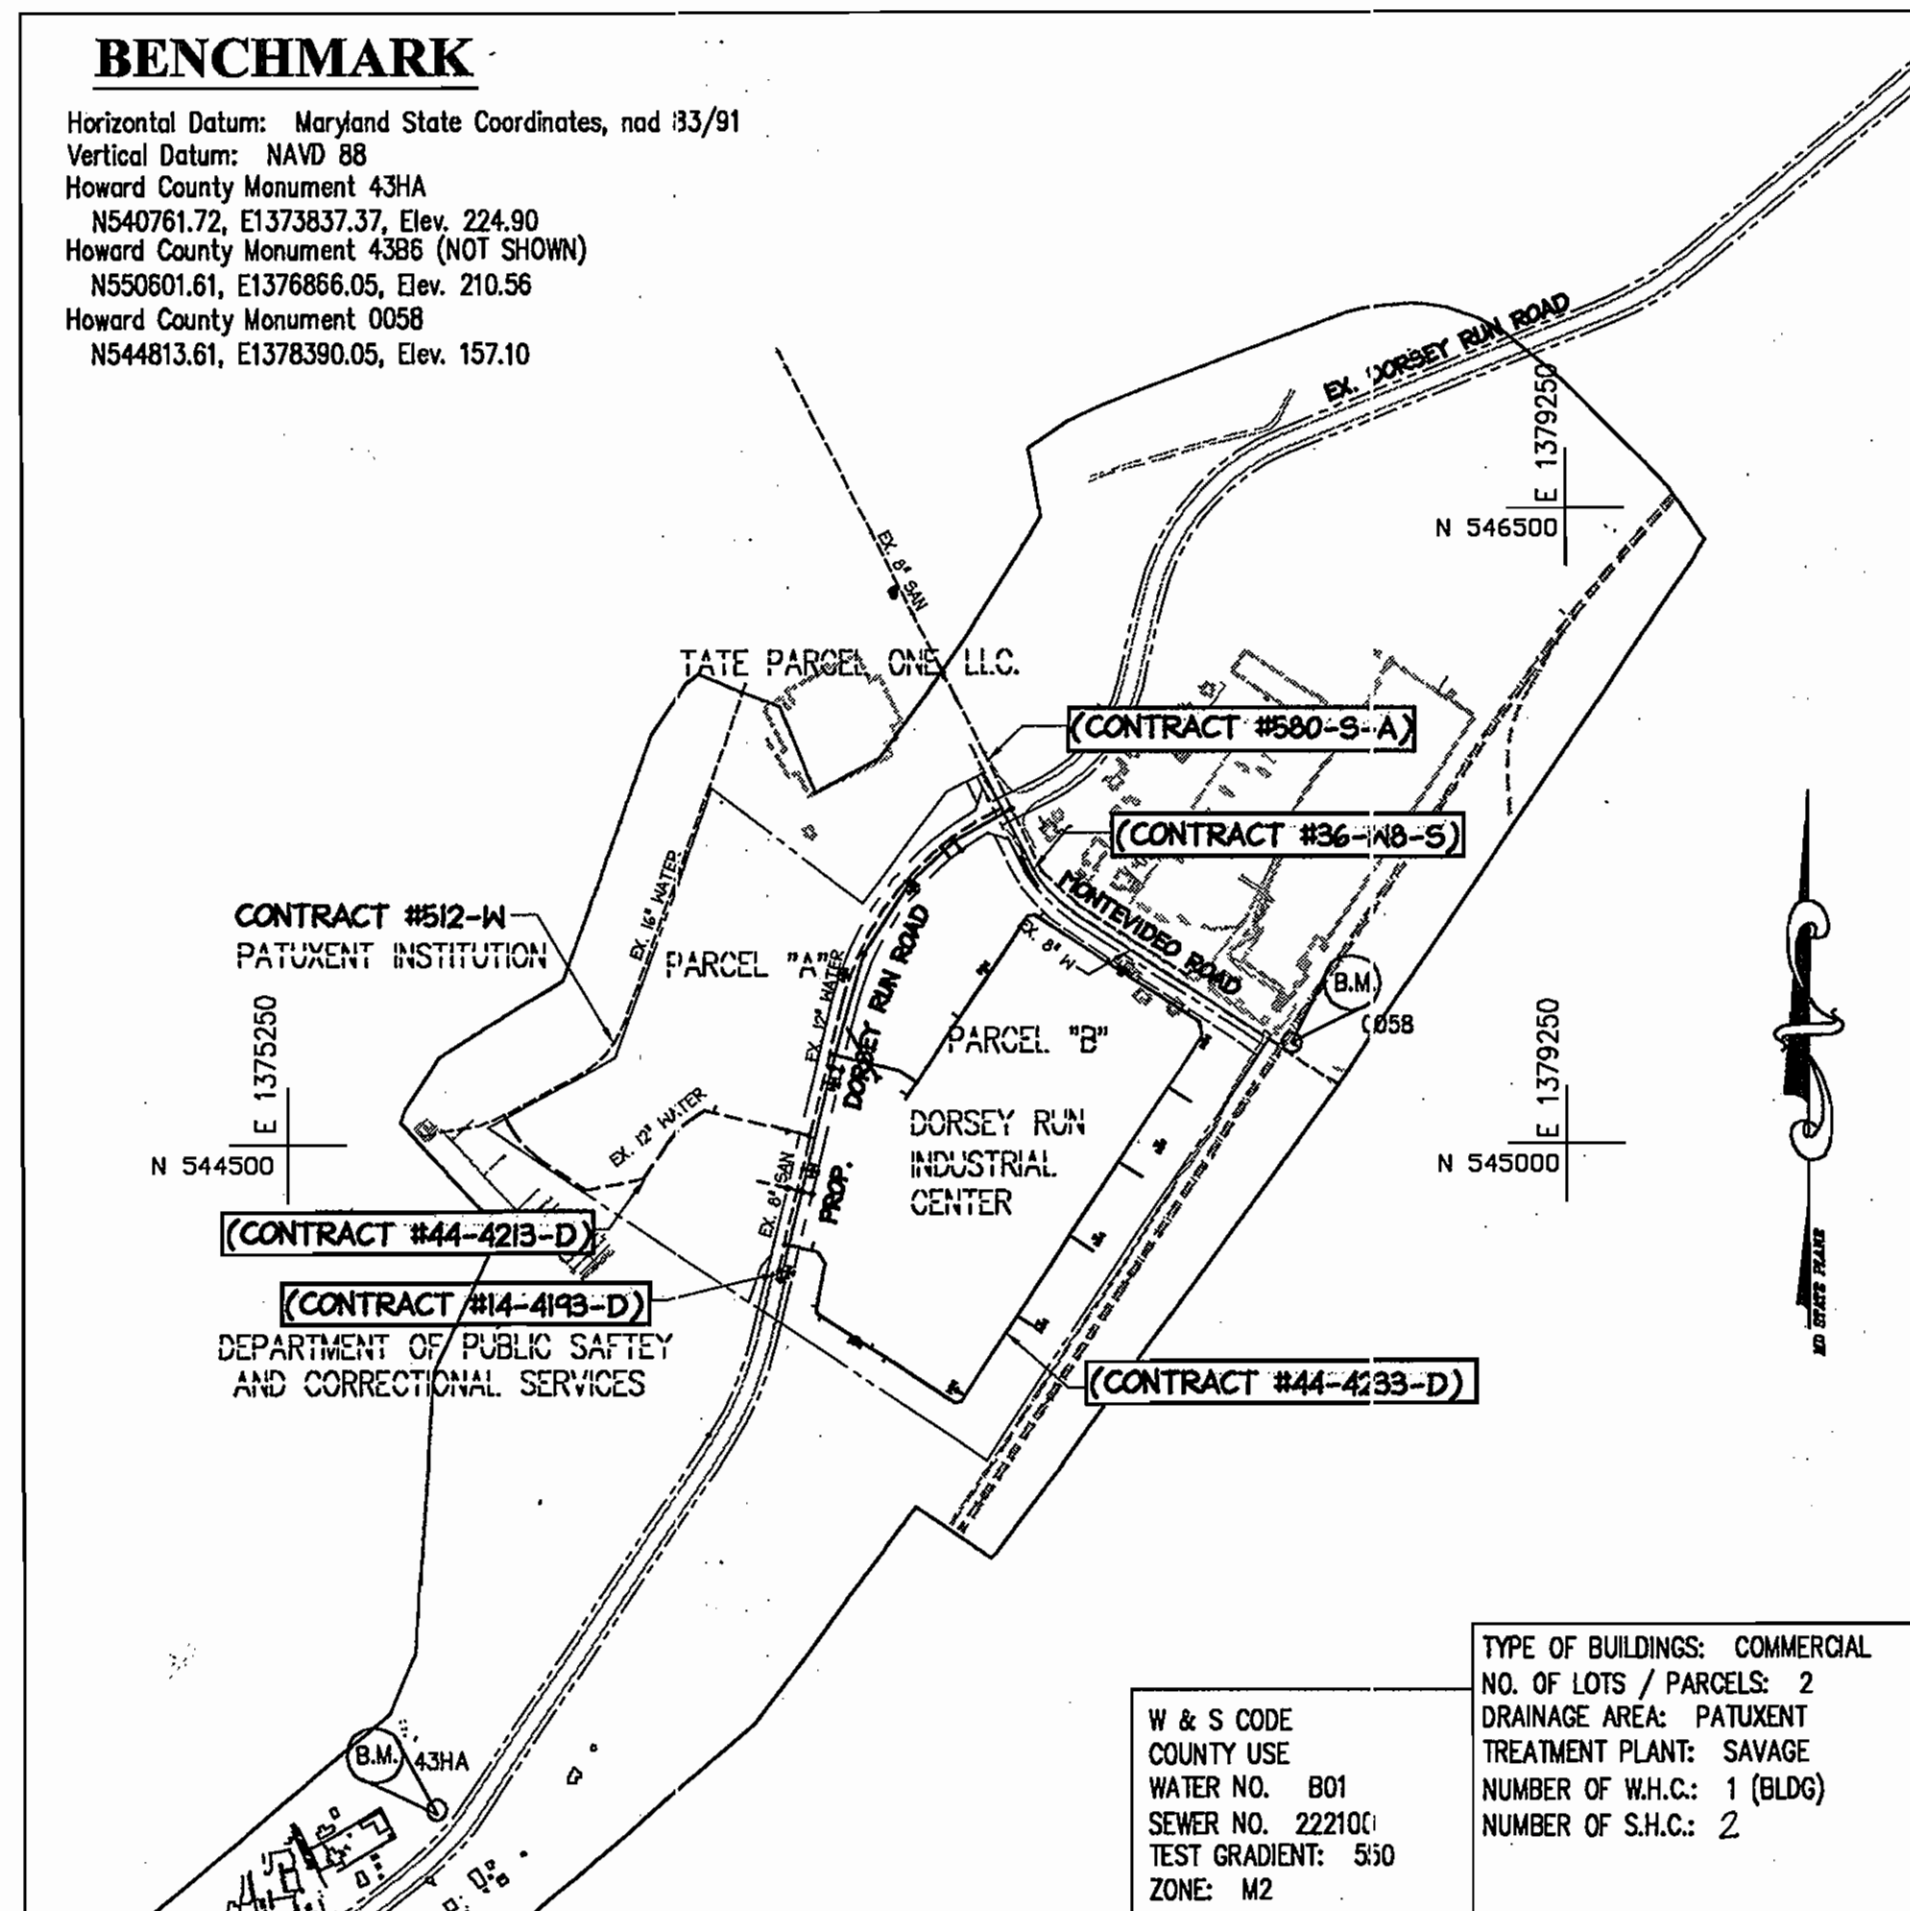 BENCHMARK
Horizontal Datum: Maryland State Coordinates, nad 83/91
Vertical Datum: NAVD 88
Howard County Monument 43HA
N540761.72, E1373837.37, Elev. 224.90
Howard County Monument 43B6 (NOT SHOWN)
N550601.61, E1376866.05, Elev. 210.56
Howard County Monument 0058
N544813.61, E1378390.05, Elev. 157.10
EX. DORSEY RUN ROAD
E 1379250
N 546500
EX. 8" SAN
TATE PARCEL ONE LLC.
(CONTRACT #580-S-A)
(CONTRACT #36-W8-S)
MONTEVIDEO ROAD
EX. 8" W
CONTRACT #512-W
PATUXENT INSTITUTION
EX. 16" WATER
PARCEL "A"
EX. 12" WATER
PROP. DORSEY RUN ROAD
B.M.
0058
PARCEL "B"
E 1375250
N 544500
E 1379250
N 545000
EX. 12" WATER
DORSEY RUN
INDUSTRIAL
CENTER
EX. 8" SAN
(CONTRACT #44-4213-D)
(CONTRACT #14-4193-D)
DEPARTMENT OF PUBLIC SAFTEY
AND CORRECTIONAL SERVICES
(CONTRACT #44-4233-D)
MD STATE PLANE
B.M.
43HA
W & S CODE
COUNTY USE
WATER NO. B01
SEWER NO. 2221000
TEST GRADIENT: 550
ZONE: M2
TYPE OF BUILDINGS: COMMERCIAL
NO. OF LOTS / PARCELS: 2
DRAINAGE AREA: PATUXENT
TREATMENT PLANT: SAVAGE
NUMBER OF W.H.C.: 1 (BLDG)
NUMBER OF S.H.C.: 2